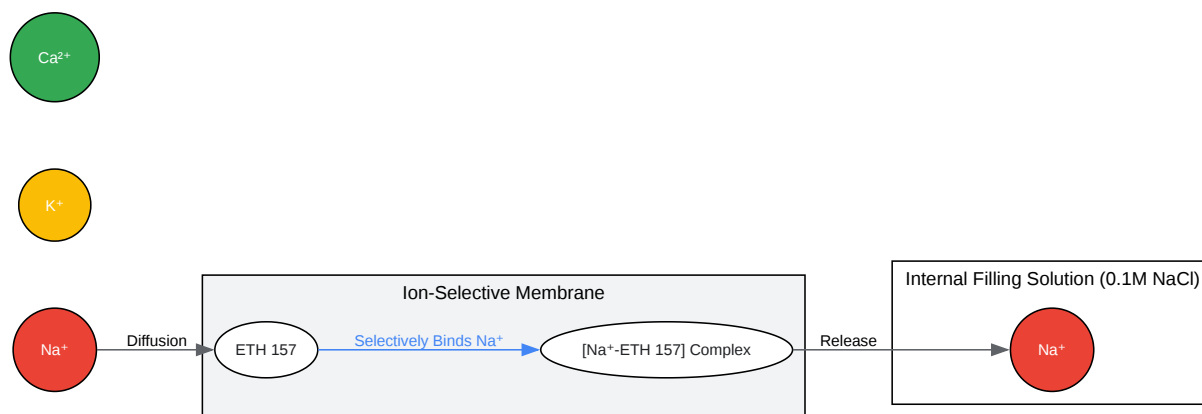 Ca²⁺
K⁺
Ion-Selective Membrane
Internal Filling Solution (0.1M NaCl)
Na⁺
Diffusion
ETH 157
Selectively Binds Na⁺
[Na⁺-ETH 157] Complex
Release
Na⁺